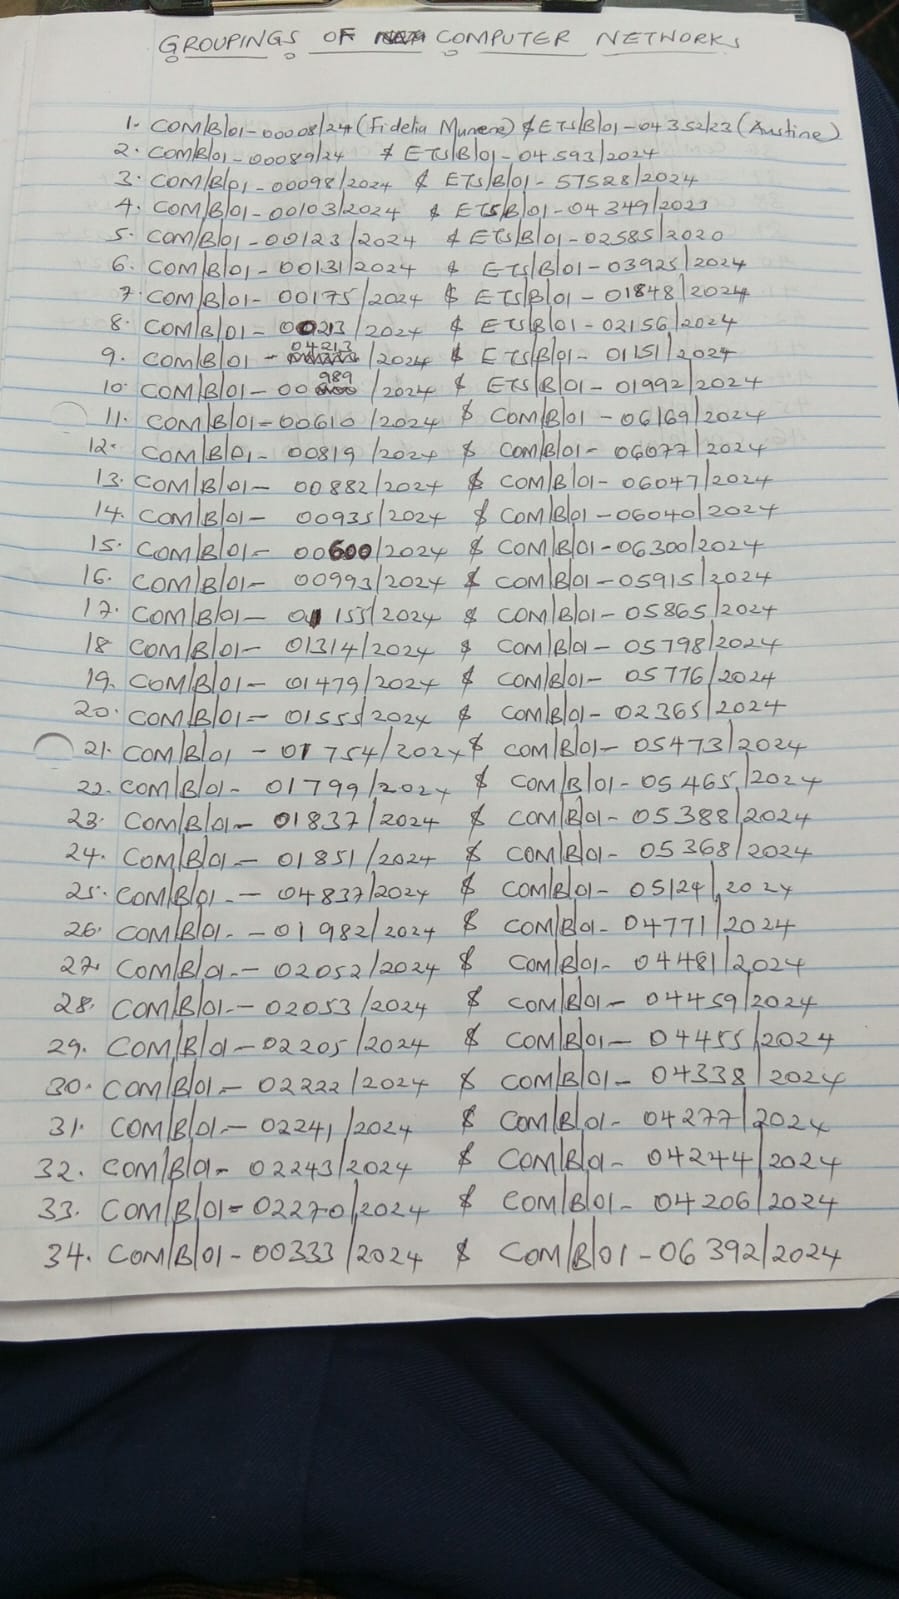 GROUPINGS OF COMPUTER NETWORKS
1. COM/B/01-00008/24 (Fidelia Munene) & ETS/B/01-04352/23 (Austine)
2. COM/B/01-00089/24 & ETS/B/01-04593/2024
3. COM/B/01-00098/2024 & ETS/B/01-57528/2024
4. COM/B/01-00103/2024 & ETS/B/01-04349/2023
5. COM/B/01-00123/2024 & ETS/B/01-02585/2020
6. COM/B/01-00131/2024 & ETS/B/01-03925/2024
7. COM/B/01-00175/2024 & ETS/B/01-01848/2024
8. COM/B/01-00213/2024 & ETS/B/01-02156/2024
9. COM/B/01-04213/2024 & ETS/B/01-01151/2024
10. COM/B/01-00989/2024 & ETS/B/01-01992/2024
11. COM/B/01-00610/2024 & COM/B/01-06169/2024
12. COM/B/01-00819/2024 & COM/B/01-06077/2024
13. COM/B/01-00882/2024 & COM/B/01-06047/2024
14. COM/B/01-00935/2024 & COM/B/01-06040/2024
15. COM/B/01-00600/2024 & COM/B/01-06300/2024
16. COM/B/01-00993/2024 & COM/B/01-05915/2024
17. COM/B/01-01155/2024 & COM/B/01-05865/2024
18 COM/B/01-01314/2024 & COM/B/01-05798/2024
19. COM/B/01-01479/2024 & COM/B/01-05776/2024
20. COM/B/01-01555/2024 & COM/B/01-02365/2024
21. COM/B/01-01754/2024 & COM/B/01-05473/2024
22. COM/B/01-01799/2024 & COM/B/01-05465/2024
23. COM/B/01-01837/2024 & COM/B/01-05388/2024
24. COM/B/01-01851/2024 & COM/B/01-05368/2024
25. COM/B/01.-04837/2024 & COM/B/01-05124/2024
26. COM/B/01.-01982/2024 & COM/B/01-04771/2024
27. COM/B/01.-02052/2024 & COM/B/01-04481/2024
28. COM/B/01.-02053/2024 & COM/B/01-04459/2024
29. COM/B/01-02205/2024 & COM/B/01-04455/2024
30. COM/B/01-02222/2024 & COM/B/01-04338/2024
31. COM/B/01.-02241/2024 & COM/B/01-04277/2024
32. COM/B/01-02243/2024 & COM/B/01-04244/2024
33. COM/B/01-02270/2024 & COM/B/01-04206/2024
34. COM/B/01-00333/2024 & COM/B/01-06392/2024